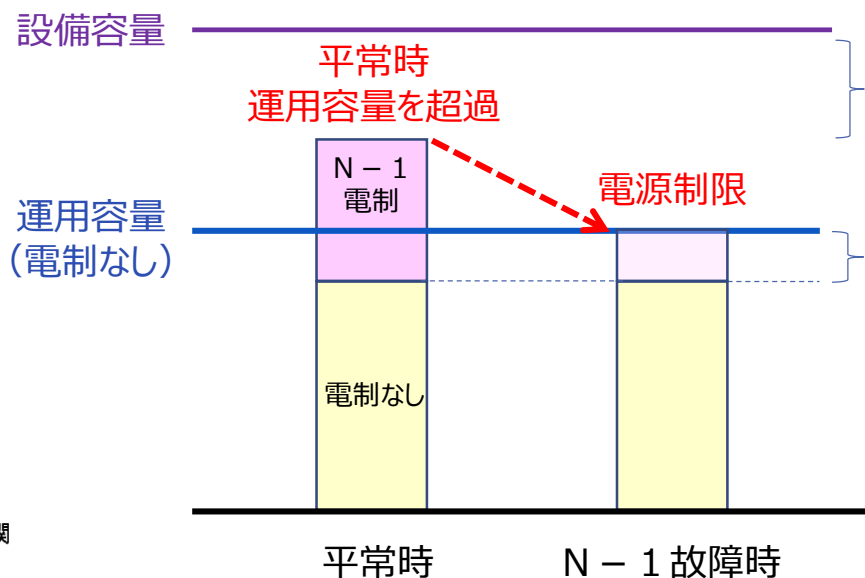 設備容量
平常時
運用容量を超過
N－1
電制
電源制限
運用容量
（電制なし）
電制なし
関
平常時
N－1故障時